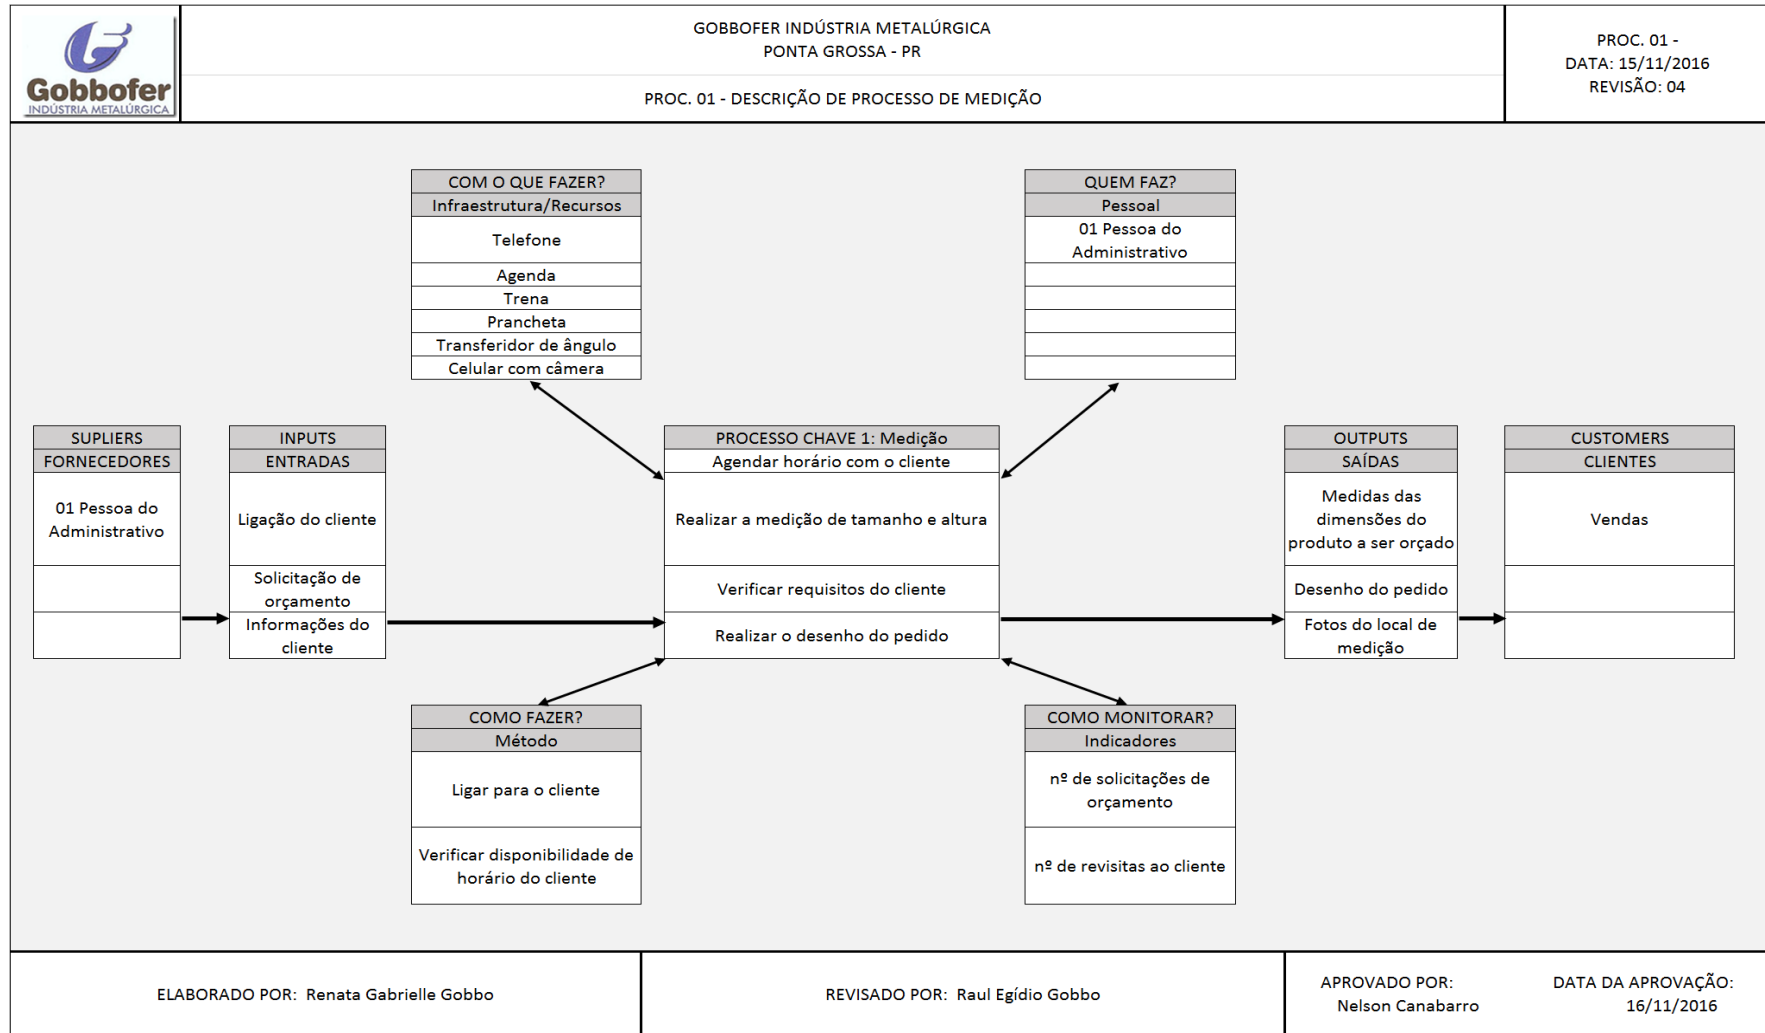 Gobbofer
INDÚSTRIA METALÚRGICA
GOBBOFER INDÚSTRIA METALÚRGICA
PONTA GROSSA - PR
PROC. 01 - DESCRIÇÃO DE PROCESSO DE MEDIÇÃO
PROC. 01 -
DATA: 15/11/2016
REVISÃO: 04
COM O QUE FAZER?
Infraestrutura/Recursos
Telefone
Agenda
Trena
Prancheta
Transferidor de ângulo
Celular com câmera
QUEM FAZ?
Pessoal
01 Pessoa do
Administrativo
SUPLIERS
FORNECEDORES
01 Pessoa do
Administrativo
INPUTS
ENTRADAS
Ligação do cliente
Solicitação de
orçamento
Informações do
cliente
PROCESSO CHAVE 1: Medição
Agendar horário com o cliente
Realizar a medição de tamanho e altura
Verificar requisitos do cliente
Realizar o desenho do pedido
OUTPUTS
SAÍDAS
Medidas das
dimensões do
produto a ser orçado
Desenho do pedido
Fotos do local de
medição
CUSTOMERS
CLIENTES
Vendas
COMO FAZER?
Método
Ligar para o cliente
Verificar disponibilidade de
horário do cliente
COMO MONITORAR?
Indicadores
nº de solicitações de
orçamento
nº de revisitas ao cliente
ELABORADO POR: Renata Gabrielle Gobbo
REVISADO POR: Raul Egídio Gobbo
APROVADO POR:
Nelson Canabarro
DATA DA APROVAÇÃO:
16/11/2016